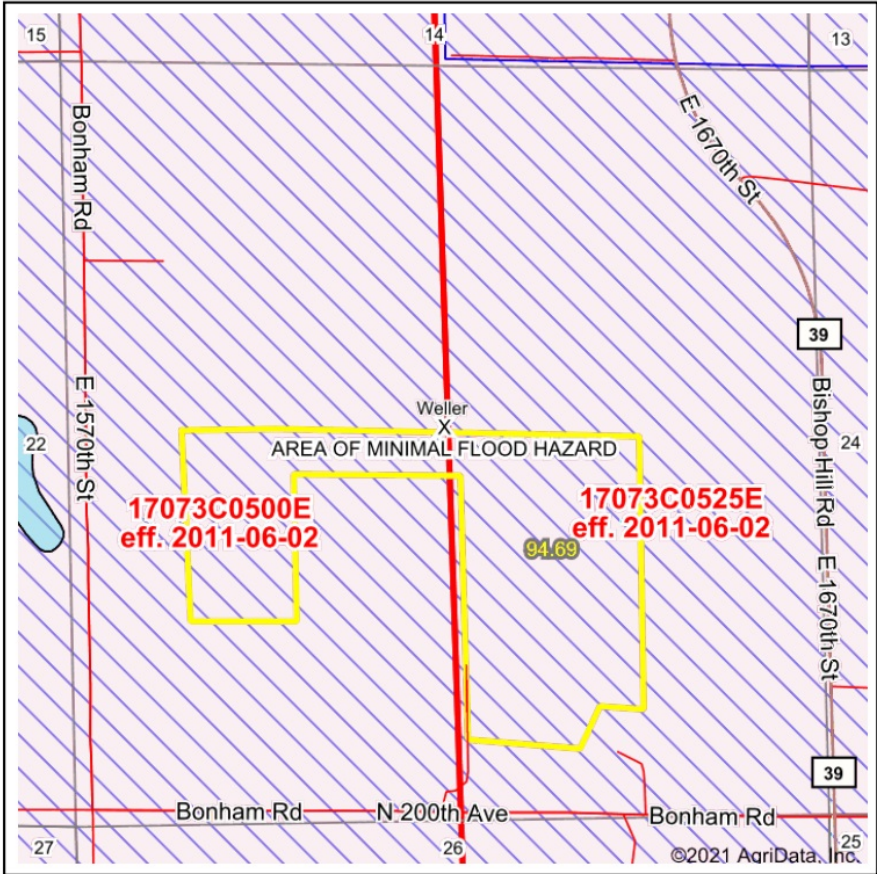 15
14
13
Bonham Rd
E 1670th St
39
E 1570th St
Weller
X
AREA OF MINIMAL FLOOD HAZARD
22
24
Bishop Hill Rd
17073C0500E
eff. 2011-06-02
17073C0525E
eff. 2011-06-02
94.69
E 1670th St
39
Bonham Rd
N 200th Ave
Bonham Rd
27
26
25
©2021 AgriData, Inc.